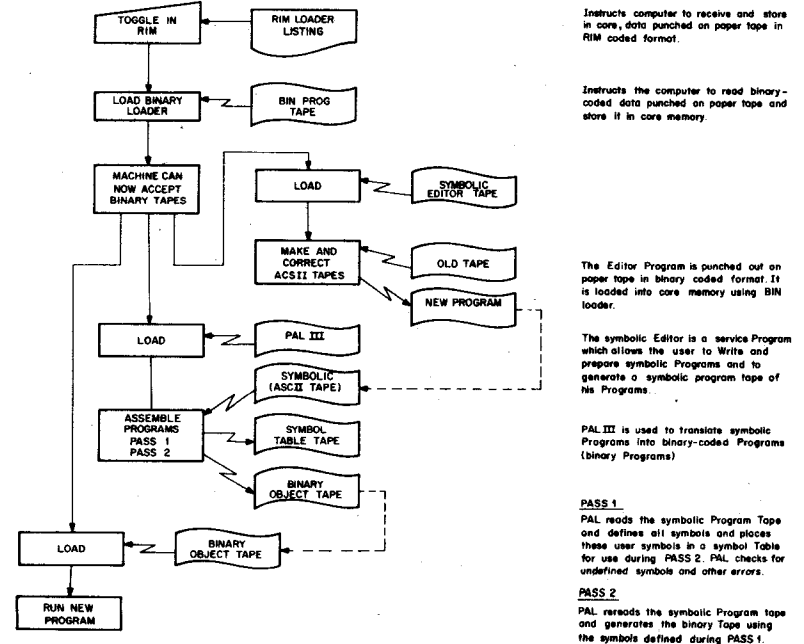 TOGGLE IN
RIM
RIM LOADER
LISTING
LOAD BINARY
LOADER
BIN PROG
TAPE
MACHINE CAN
NOW ACCEPT
BINARY TAPES
LOAD
SYMBOLIC
EDITOR TAPE
MAKE AND
CORRECT
ACSII TAPES
OLD TAPE
NEW PROGRAM
LOAD
PAL III
SYMBOLIC
(ASCII TAPE)
ASSEMBLE
PROGRAMS
PASS 1
PASS 2
SYMBOL
TABLE TAPE
BINARY
OBJECT TAPE
LOAD
BINARY
OBJECT TAPE
RUN NEW
PROGRAM
Instructs computer to receive and store
in core, data punched on paper tape in
RIM coded format.
Instructs the computer to read binary-
coded data punched on paper tape and
store it in core memory.
The Editor Program is punched out on
paper tape in binary coded format. It
is loaded into core memory using BIN
loader.
The symbolic Editor is a service Program
which allows the user to Write and
prepare symbolic Programs and to
generate a symbolic program tape of
his Programs.
PAL III is used to translate symbolic
Programs into binary-coded Programs
(binary Programs)
PASS 1
PAL reads the symbolic Program Tape
and defines all symbols and places
these user symbols in a symbol Table
for use during PASS 2. PAL checks for
undefined symbols and other errors.
PASS 2
PAL rereads the symbolic Program tape
and generates the binary Tape using
the symbols defined during PASS 1.